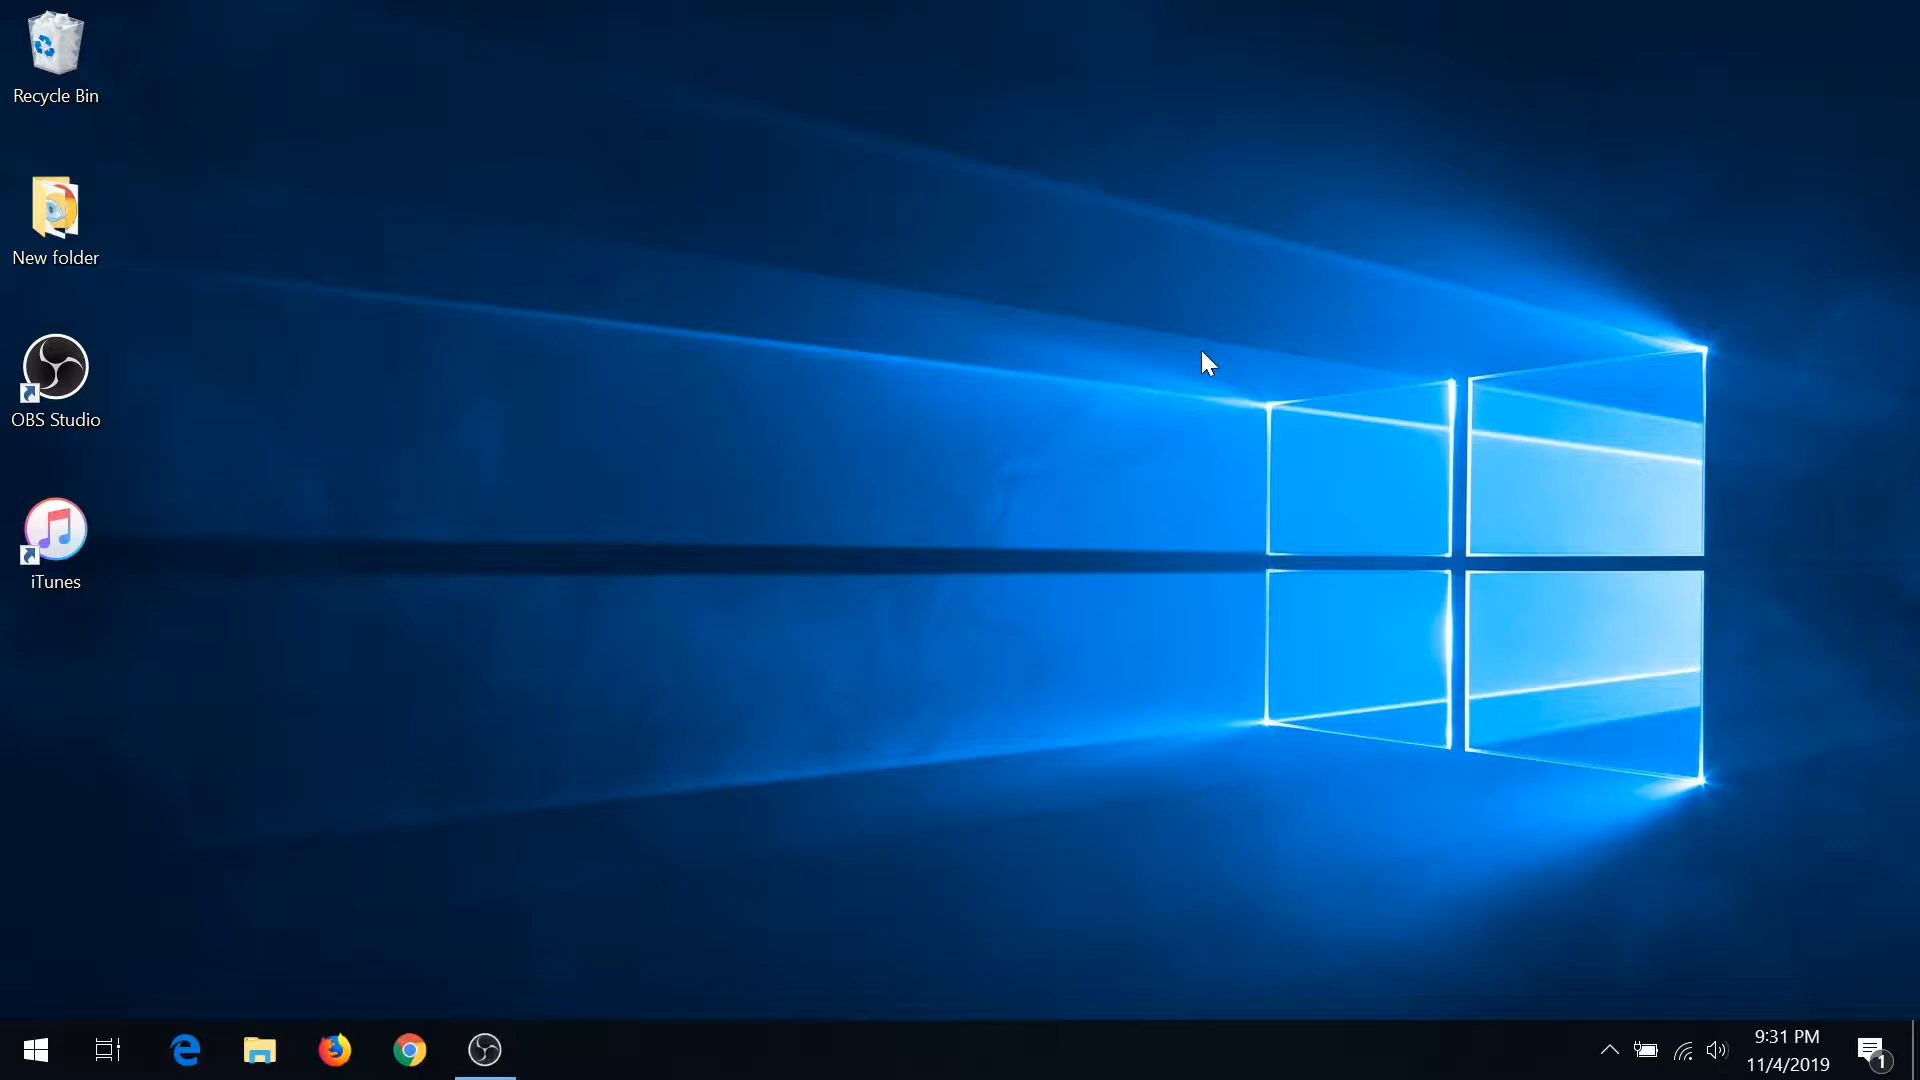 Recycle Bin
New folder
OBS Studio
iTunes
9:31 PM
11/4/2019
1